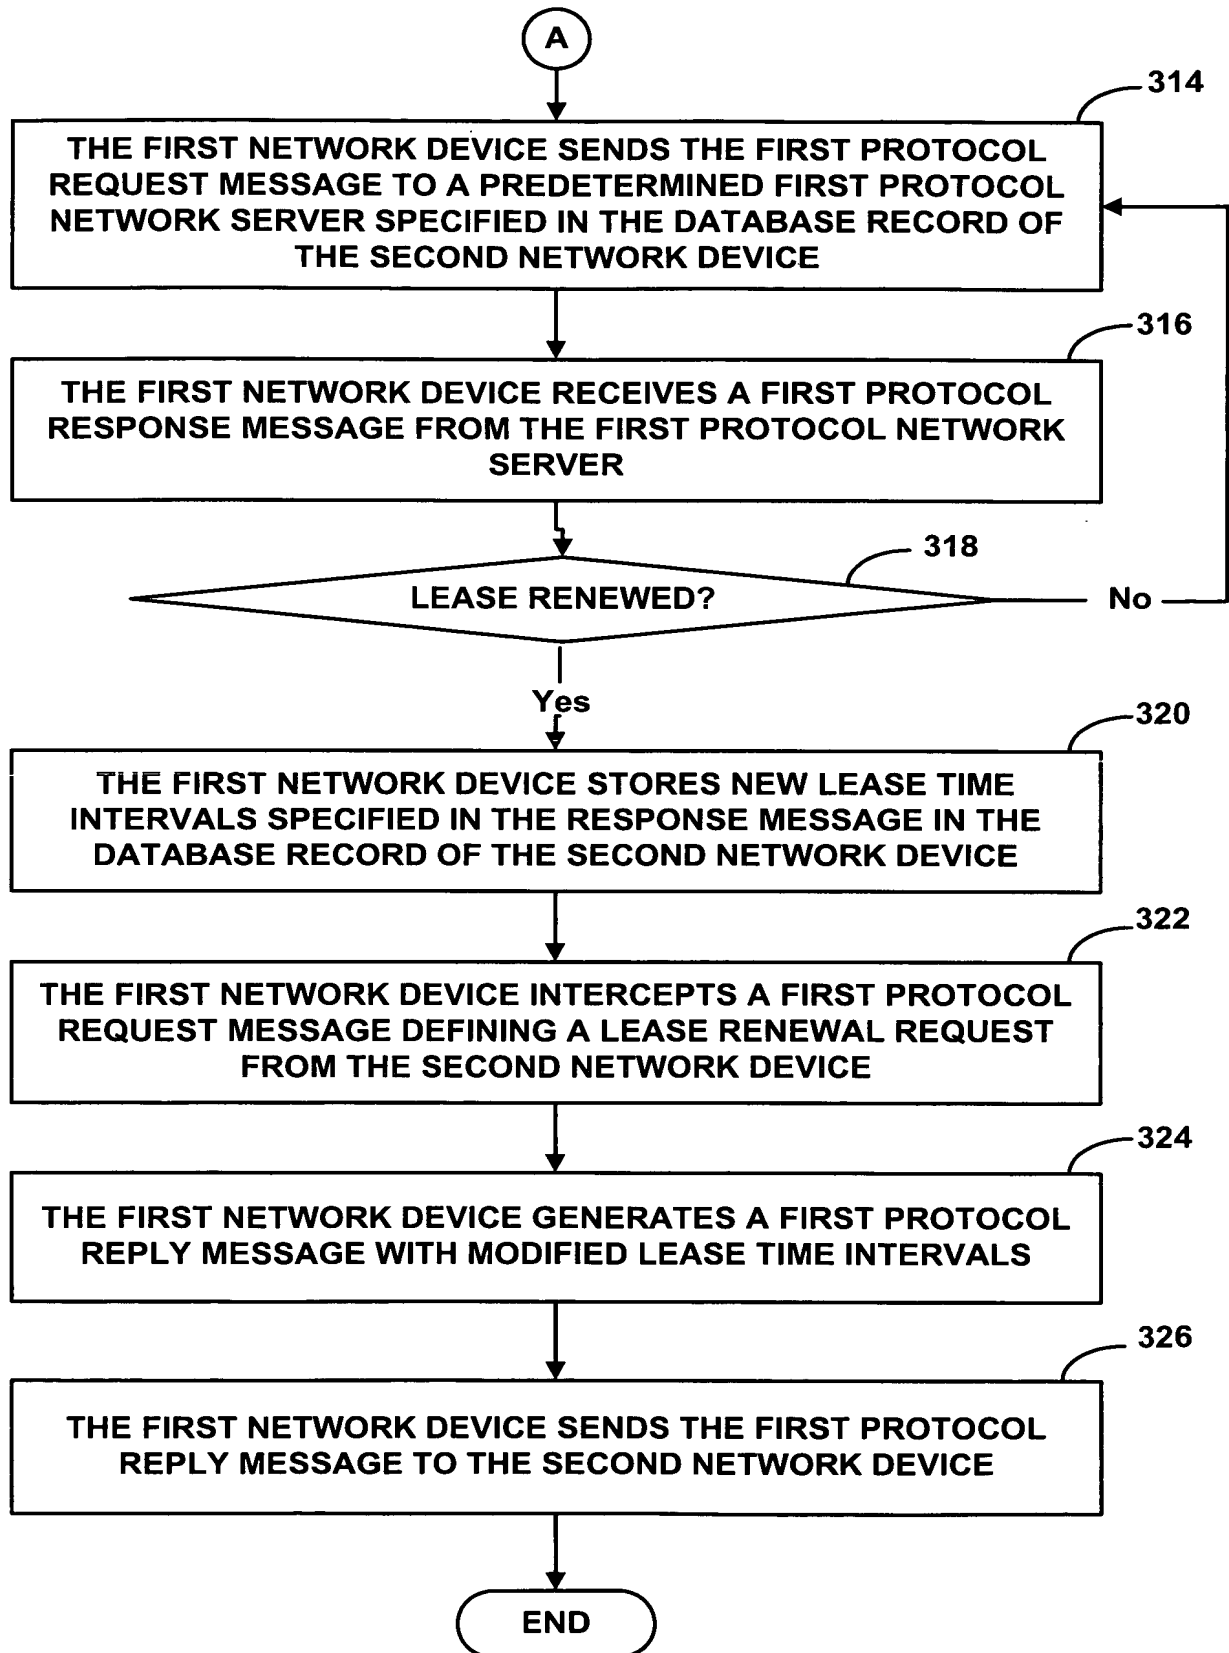 A
314
THE FIRST NETWORK DEVICE SENDS THE FIRST PROTOCOL
REQUEST MESSAGE TO A PREDETERMINED FIRST PROTOCOL
NETWORK SERVER SPECIFIED IN THE DATABASE RECORD OF
THE SECOND NETWORK DEVICE
316
THE FIRST NETWORK DEVICE RECEIVES A FIRST PROTOCOL
RESPONSE MESSAGE FROM THE FIRST PROTOCOL NETWORK
SERVER
318
LEASE RENEWED?
No
Yes
320
THE FIRST NETWORK DEVICE STORES NEW LEASE TIME
INTERVALS SPECIFIED IN THE RESPONSE MESSAGE IN THE
DATABASE RECORD OF THE SECOND NETWORK DEVICE
322
THE FIRST NETWORK DEVICE INTERCEPTS A FIRST PROTOCOL
REQUEST MESSAGE DEFINING A LEASE RENEWAL REQUEST
FROM THE SECOND NETWORK DEVICE
324
THE FIRST NETWORK DEVICE GENERATES A FIRST PROTOCOL
REPLY MESSAGE WITH MODIFIED LEASE TIME INTERVALS
326
THE FIRST NETWORK DEVICE SENDS THE FIRST PROTOCOL
REPLY MESSAGE TO THE SECOND NETWORK DEVICE
END